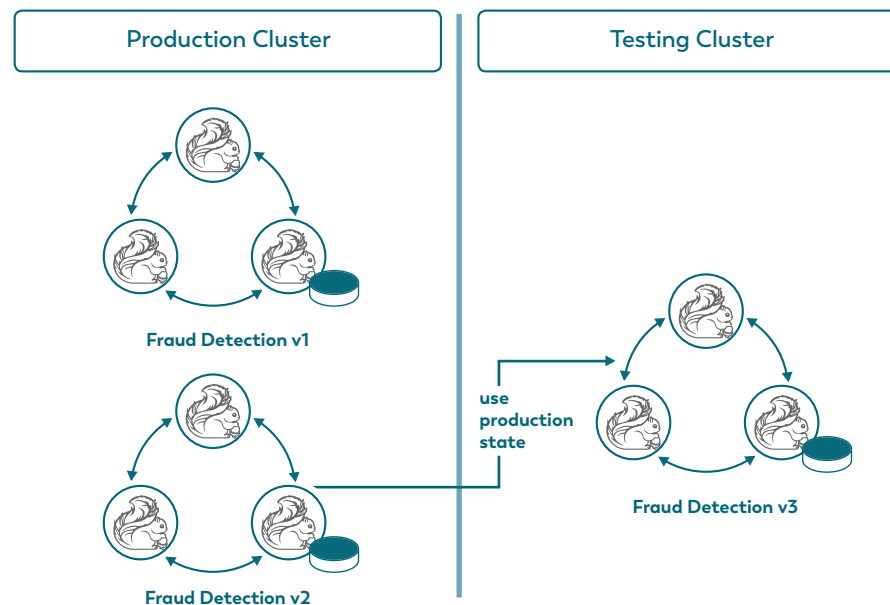 Production Cluster
Testing Cluster
Fraud Detection v1
use
production
state
Fraud Detection v3
Fraud Detection v2